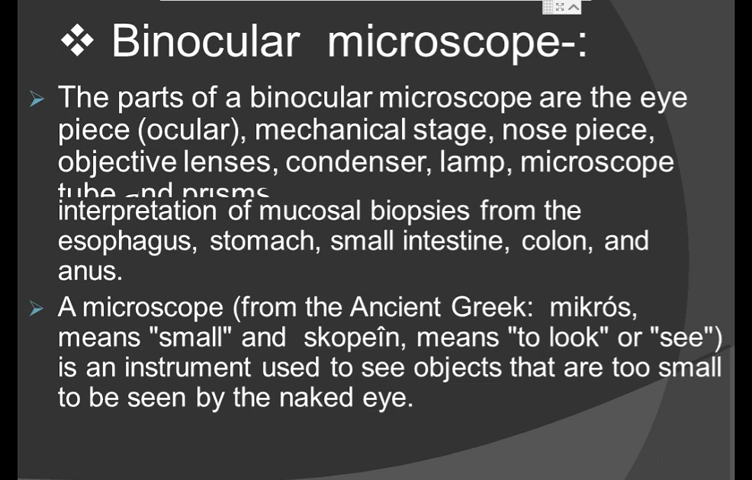 ❖ Binocular microscope-:
➢ The parts of a binocular microscope are the eye
piece (ocular), mechanical stage, nose piece,
objective lenses, condenser, lamp, microscope
tube and prisms
interpretation of mucosal biopsies from the
esophagus, stomach, small intestine, colon, and
anus.
➢ A microscope (from the Ancient Greek: mikrós,
means "small" and skopeîn, means "to look" or "see")
is an instrument used to see objects that are too small
to be seen by the naked eye.